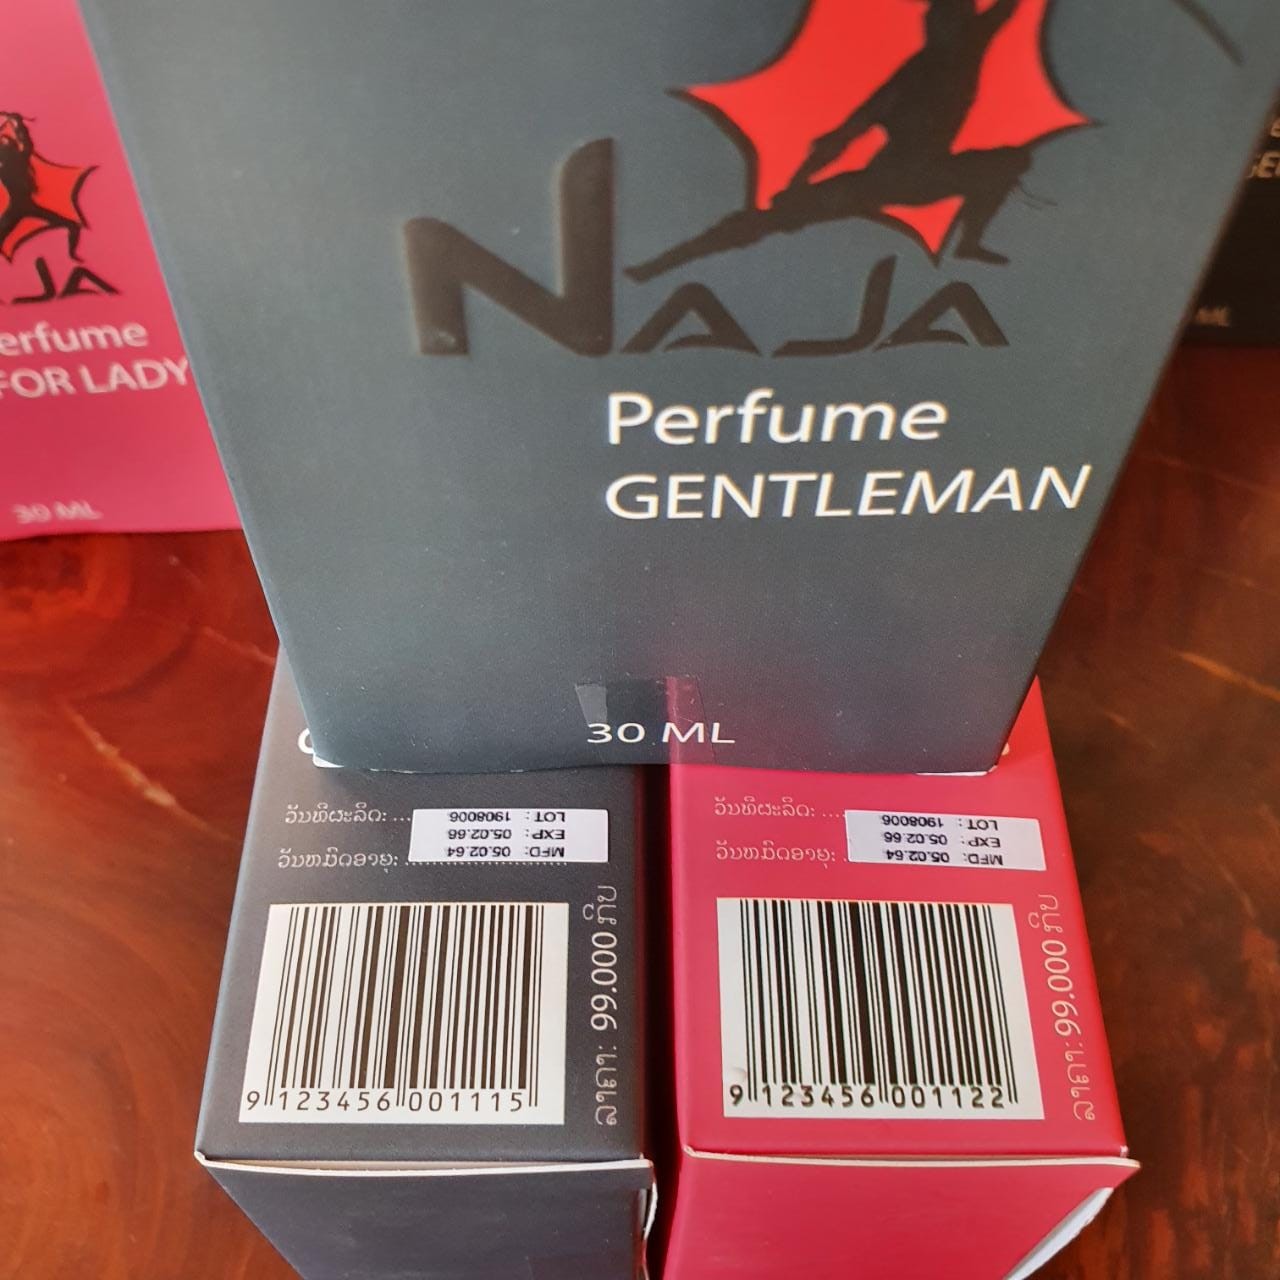 NAJA
Perfume
GENTLEMAN
30 ML
AJA
erfume
FOR LADY
30 ML
ML
ວັນທີຜະລິດ: ...
ວັນຫມົດອາຍຸ: ....................
MFD: 05.02.64
EXP: 05.02.66
LOT: 1908006
ລາຄາ: 99.000 ກີບ
9 123456 001115
ວັນທີຜະລິດ: ....
ວັນຫມົດອາຍຸ:
MFD: 05.02.64
EXP: 05.02.66
LOT: 1908006
ລາຄາ: 99.000 ກີບ
9 123456 001122